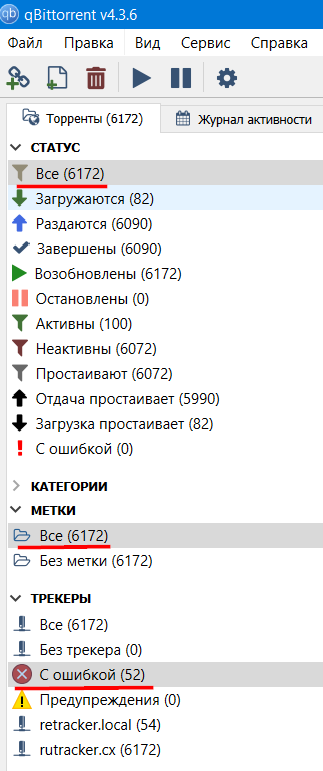 qBittorrent v4.3.6
Файл Правка Вид Сервис Справка
Торренты (6172) Журнал активности
СТАТУС
Все (6172)
Загружаются (82)
Раздаются (6090)
Завершены (6090)
Возобновлены (6172)
Остановлены (0)
Активны (100)
Неактивны (6072)
Простаивают (6072)
Отдача простаивает (5990)
Загрузка простаивает (82)
С ошибкой (0)
КАТЕГОРИИ
МЕТКИ
Все (6172)
Без метки (6172)
ТРЕКЕРЫ
Все (6172)
Без трекера (0)
С ошибкой (52)
Предупреждения (0)
retracker.local (54)
rutracker.cx (6172)